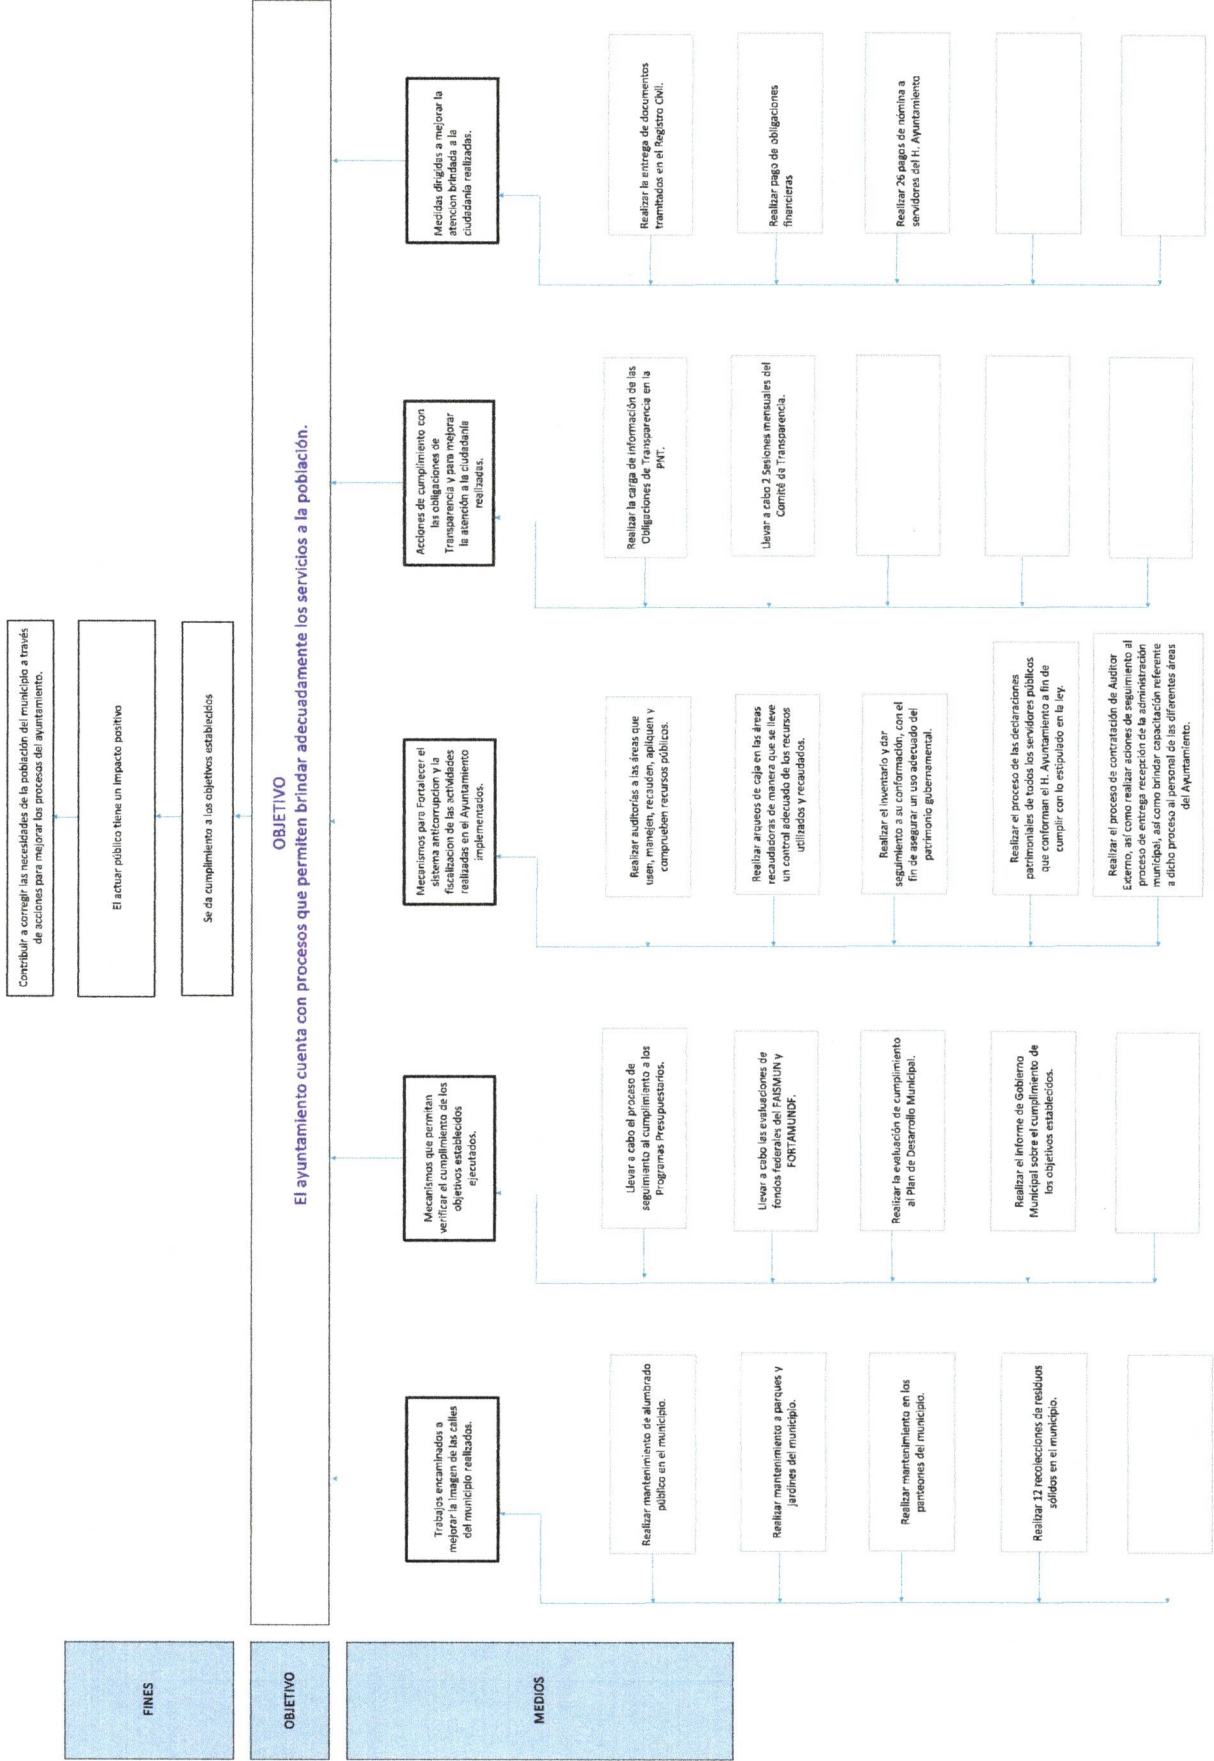 Contribuir a corregir las necesidades de la población del municipio a través
de acciones para mejorar los procesos del ayuntamiento.
FINES
El actuar público tiene un impacto positivo
Se da cumplimiento a los objetivos establecidos
OBJETIVO
OBJETIVO
El ayuntamiento cuenta con procesos que permiten brindar adecuadamente los servicios a la población.
MEDIOS
Trabajos encaminados a
mejorar la imagen de las calles
del municipio realizados.
Realizar mantenimiento de alumbrado
público en el municipio.
Realizar mantenimiento a parques y
jardines del municipio.
Realizar mantenimiento en los
panteones del municipio.
Realizar 12 recolecciones de residuos
sólidos en el municipio.
Mecanismos que permitan
verificar el cumplimiento de los
objetivos establecidos
ejecutados.
Llevar a cabo el proceso de
seguimiento al cumplimiento a los
Programas Presupuestarios.
Llevar a cabo las evaluaciones de
fondos federales del FAISMUN y
FORTAMUNDF.
Realizar la evaluación de cumplimiento
al Plan de Desarrollo Municipal.
Realizar el informe de Gobierno
Municipal sobre el cumplimiento de
los objetivos establecidos.
Mecanismos para Fortalecer el
sistema anticorrupcion y la
fiscalizacion de las actividades
realizadas en el Ayuntamiento
implementados.
Realizar auditorías a las áreas que
usen, manejen, recauden, apliquen y
comprueben recursos públicos.
Realizar arqueos de caja en las áreas
recaudadoras de manera que se lleve
un control adecuado de los recursos
utilizados y recaudados.
Realizar el inventario y dar
seguimiento a su conformación, con el
fin de asegurar un uso adecuado del
patrimonio gubernamental.
Realizar el proceso de las declaraciones
patrimoniales de todos los servidores públicos
que conforman el H. Ayuntamiento a fin de
cumplir con lo estipulado en la ley.
Realizar el proceso de contratación de Auditor
Externo, así como realizar aciones de seguimiento al
proceso de entrega recepción de la administración
municipal, así como brindar capacitación referente
a dicho proceso al personal de las diferentes áreas
del Ayuntamiento.
Acciones de cumplimiento con
las obligaciones de
Transparencia y para mejorar
la atención a la ciudadanía
realizadas.
Realizar la carga de información de las
Obligaciones de Transparencia en la
PNT.
Llevar a cabo 2 Sesiones mensuales del
Comité de Transparencia.
Medidas dirigidas a mejorar la
atencion brindada a la
ciudadanía realizadas.
Realizar la entrega de documentos
tramitados en el Registro Civil.
Realizar pago de obligaciones
financieras
Realizar 26 pagos de nómina a
servidores del H. Ayuntamiento